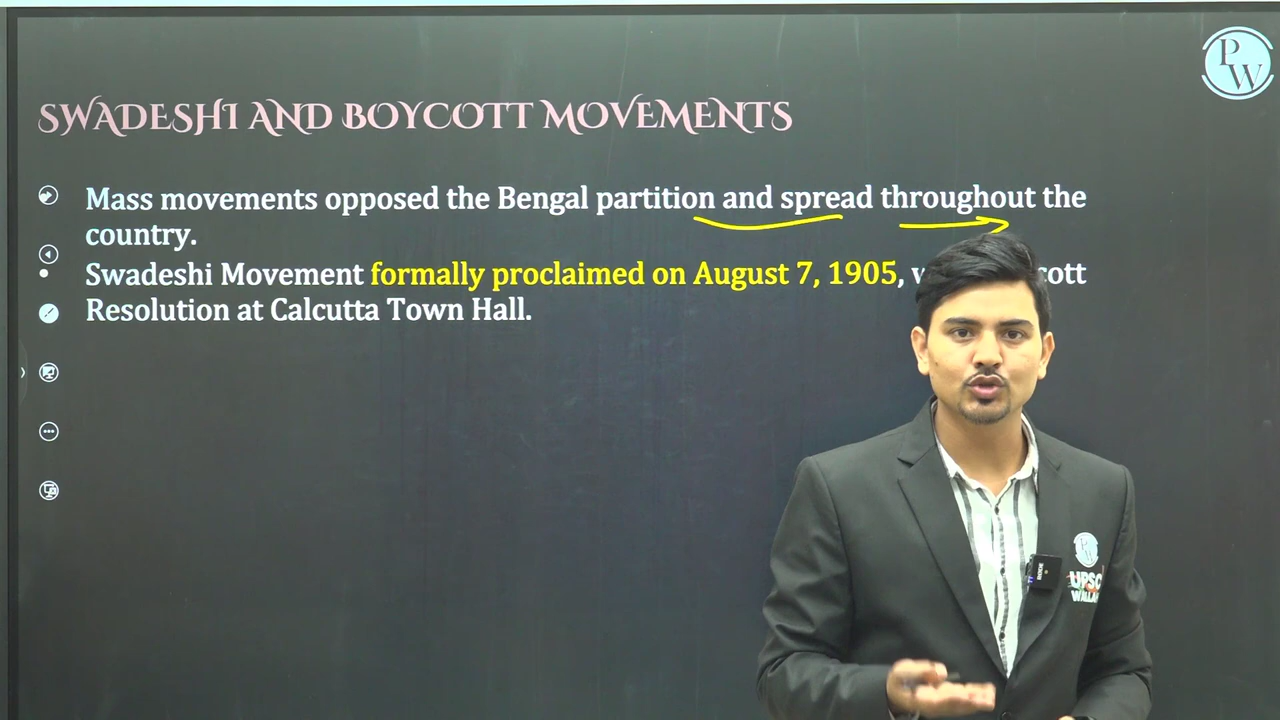 P
W
SWADESHI AND BOYCOTT MOVEMENTS
Mass movements opposed the Bengal partition and spread throughout the
country.
Swadeshi Movement formally proclaimed on August 7, 1905,
Resolution at Calcutta Town Hall.
PW
UPSC